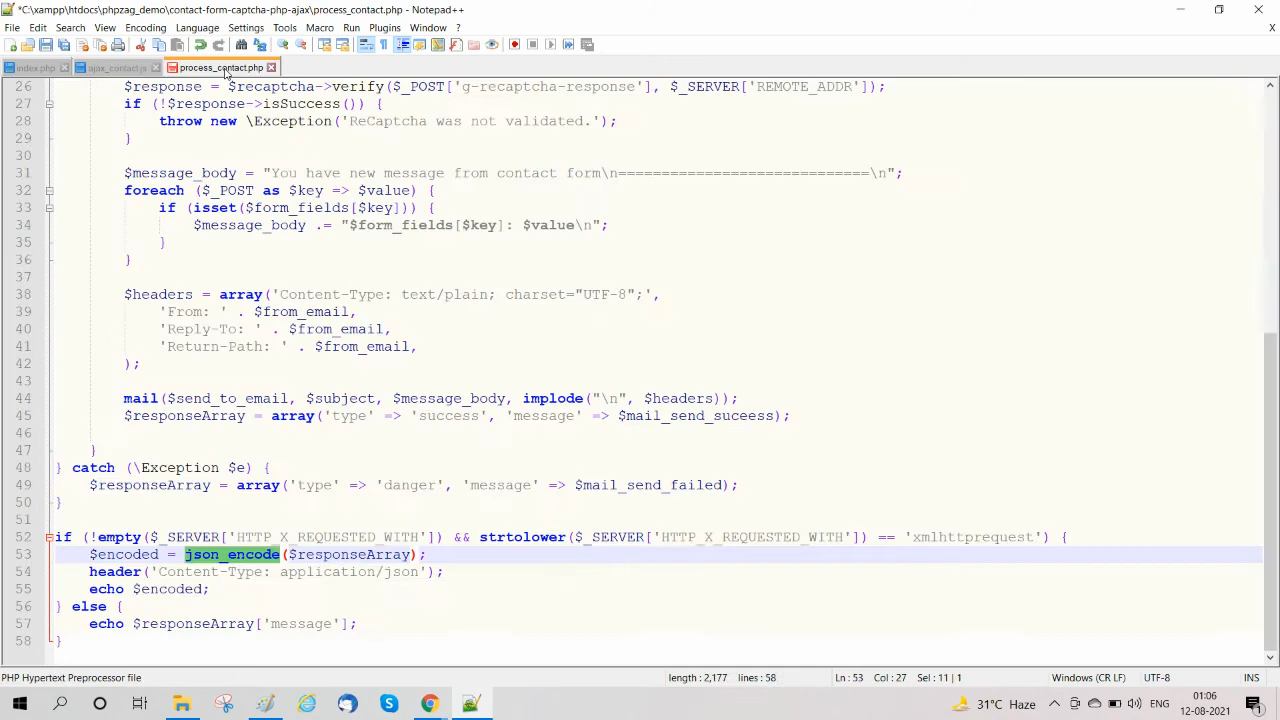 *C:\xampp\htdocs\phpzag_demo\contact-form-captcha-php-ajax\process_contact.php - Notepad++
File Edit Search View Encoding Language Settings Tools Macro Run Plugins Window ?
index.php ajax_contact.js process_contact.php
26 $response = $recaptcha->verify($_POST['g-recaptcha-response'], $_SERVER['REMOTE_ADDR']);
27 if (!$response->isSuccess()) {
28 throw new \Exception('ReCaptcha was not validated.');
29 }
30
31 $message_body = "You have new message from contact form\n=============================\n";
32 foreach ($_POST as $key => $value) {
33 if (isset($form_fields[$key])) {
34 $message_body .= "$form_fields[$key]: $value\n";
35 }
36 }
37
38 $headers = array('Content-Type: text/plain; charset="UTF-8";',
39 'From: ' . $from_email,
40 'Reply-To: ' . $from_email,
41 'Return-Path: ' . $from_email,
42 );
43
44 mail($send_to_email, $subject, $message_body, implode("\n", $headers));
45 $responseArray = array('type' => 'success', 'message' => $mail_send_suceess);
46
47 }
48 } catch (\Exception $e) {
49 $responseArray = array('type' => 'danger', 'message' => $mail_send_failed);
50 }
51
52 if (!empty($_SERVER['HTTP_X_REQUESTED_WITH']) && strtolower($_SERVER['HTTP_X_REQUESTED_WITH']) == 'xmlhttprequest') {
53 $encoded = json_encode($responseArray);
54 header('Content-Type: application/json');
55 echo $encoded;
56 } else {
57 echo $responseArray['message'];
58 }
PHP Hypertext Preprocessor file length : 2,177 lines : 58 Ln : 53 Col : 27 Sel : 11 | 1 Windows (CR LF) UTF-8 INS
31°C Haze ENG 01:06
12-08-2021